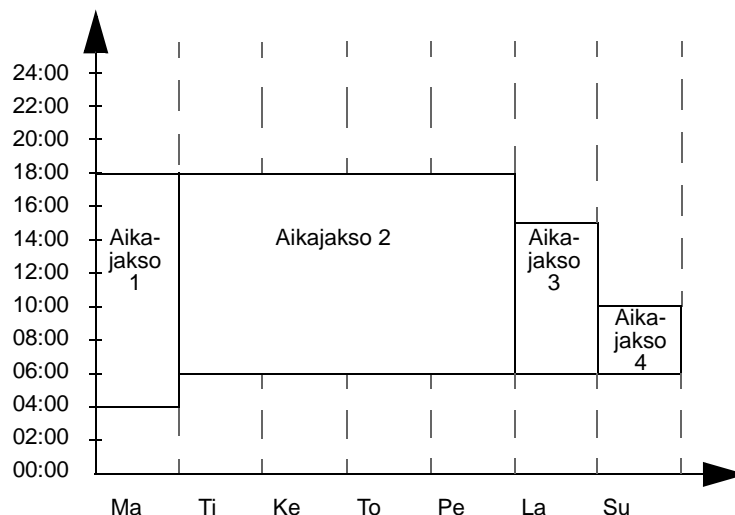 24:00
22:00
20:00
18:00
16:00
14:00
12:00
10:00
08:00
06:00
04:00
02:00
00:00
Aika-
jakso
1
Aikajakso 2
Aika-
jakso
3
Aika-
jakso
4
Ma Ti Ke To Pe La Su